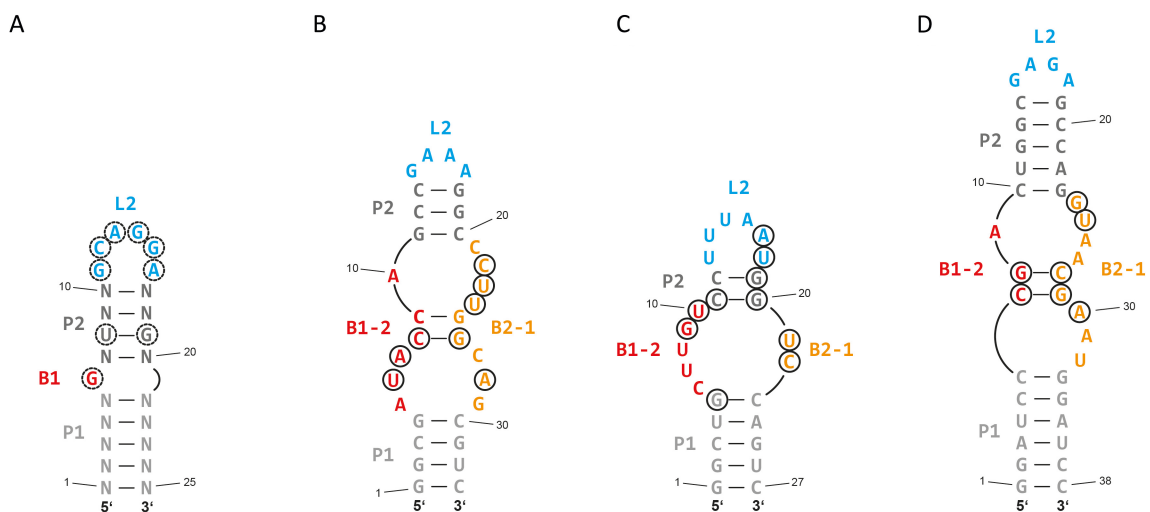 A
L2
A G
C G
G A
10 N N
N N
P2 U G
N N 20
B1 G
N N
N N
P1
N N
N N
1 N N 25
5‘ 3‘
B
L2
A A
G A
C G
P2 C G
G C 20
C
C
10 A U
U
C G
B1-2 B2-1
C G
A C
U A
A G
G C 30
C G
P1
G U
1 G C
5‘ 3‘
C
L2
U A
U A
U U
P2 C G
10 C G 20
U
G U
B1-2 U C B2-1
U
C
G C
U A
P1 C G
G U
1 G C 27
5‘ 3‘
D
L2
A G
G A
C G
G C 20
P2
G C
U A
10 C G
G
U
A A
A
B1-2 G C B2-1
C G
A 30
A
U
C G
C G
P1 U A
A U
G C
1 G C 38
5‘ 3‘